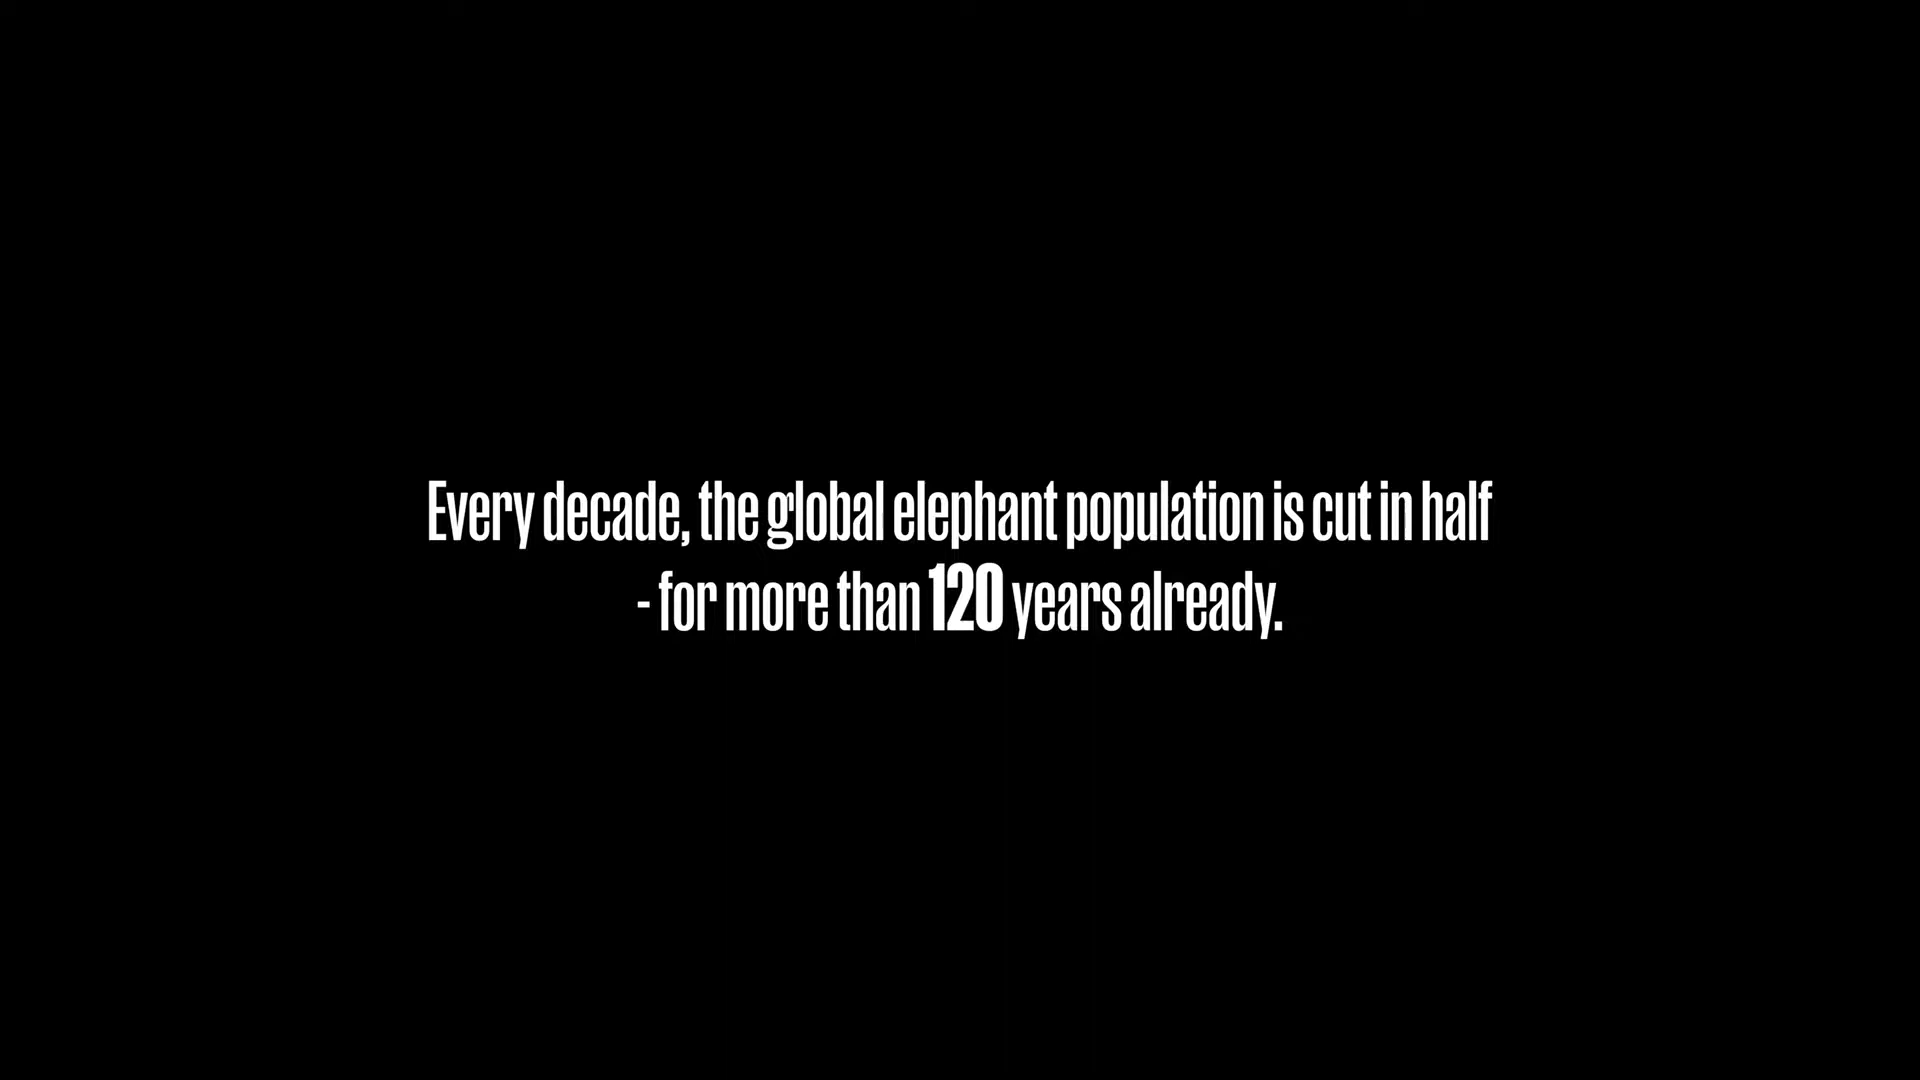 Every decade, the global elephant population is cut in half
- for more than 120 years already.